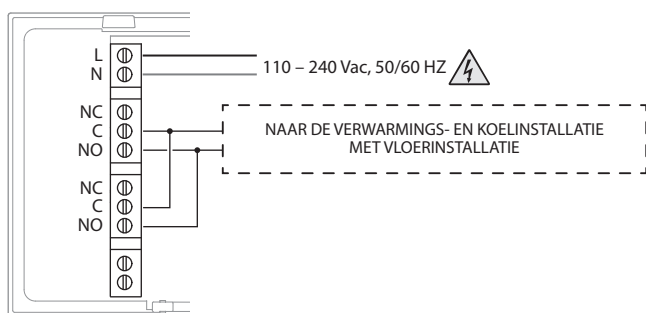 L
N
110 – 240 Vac, 50/60 HZ
NC
C
NO
NAAR DE VERWARMINGS- EN KOELINSTALLATIE
MET VLOERINSTALLATIE
NC
C
NO